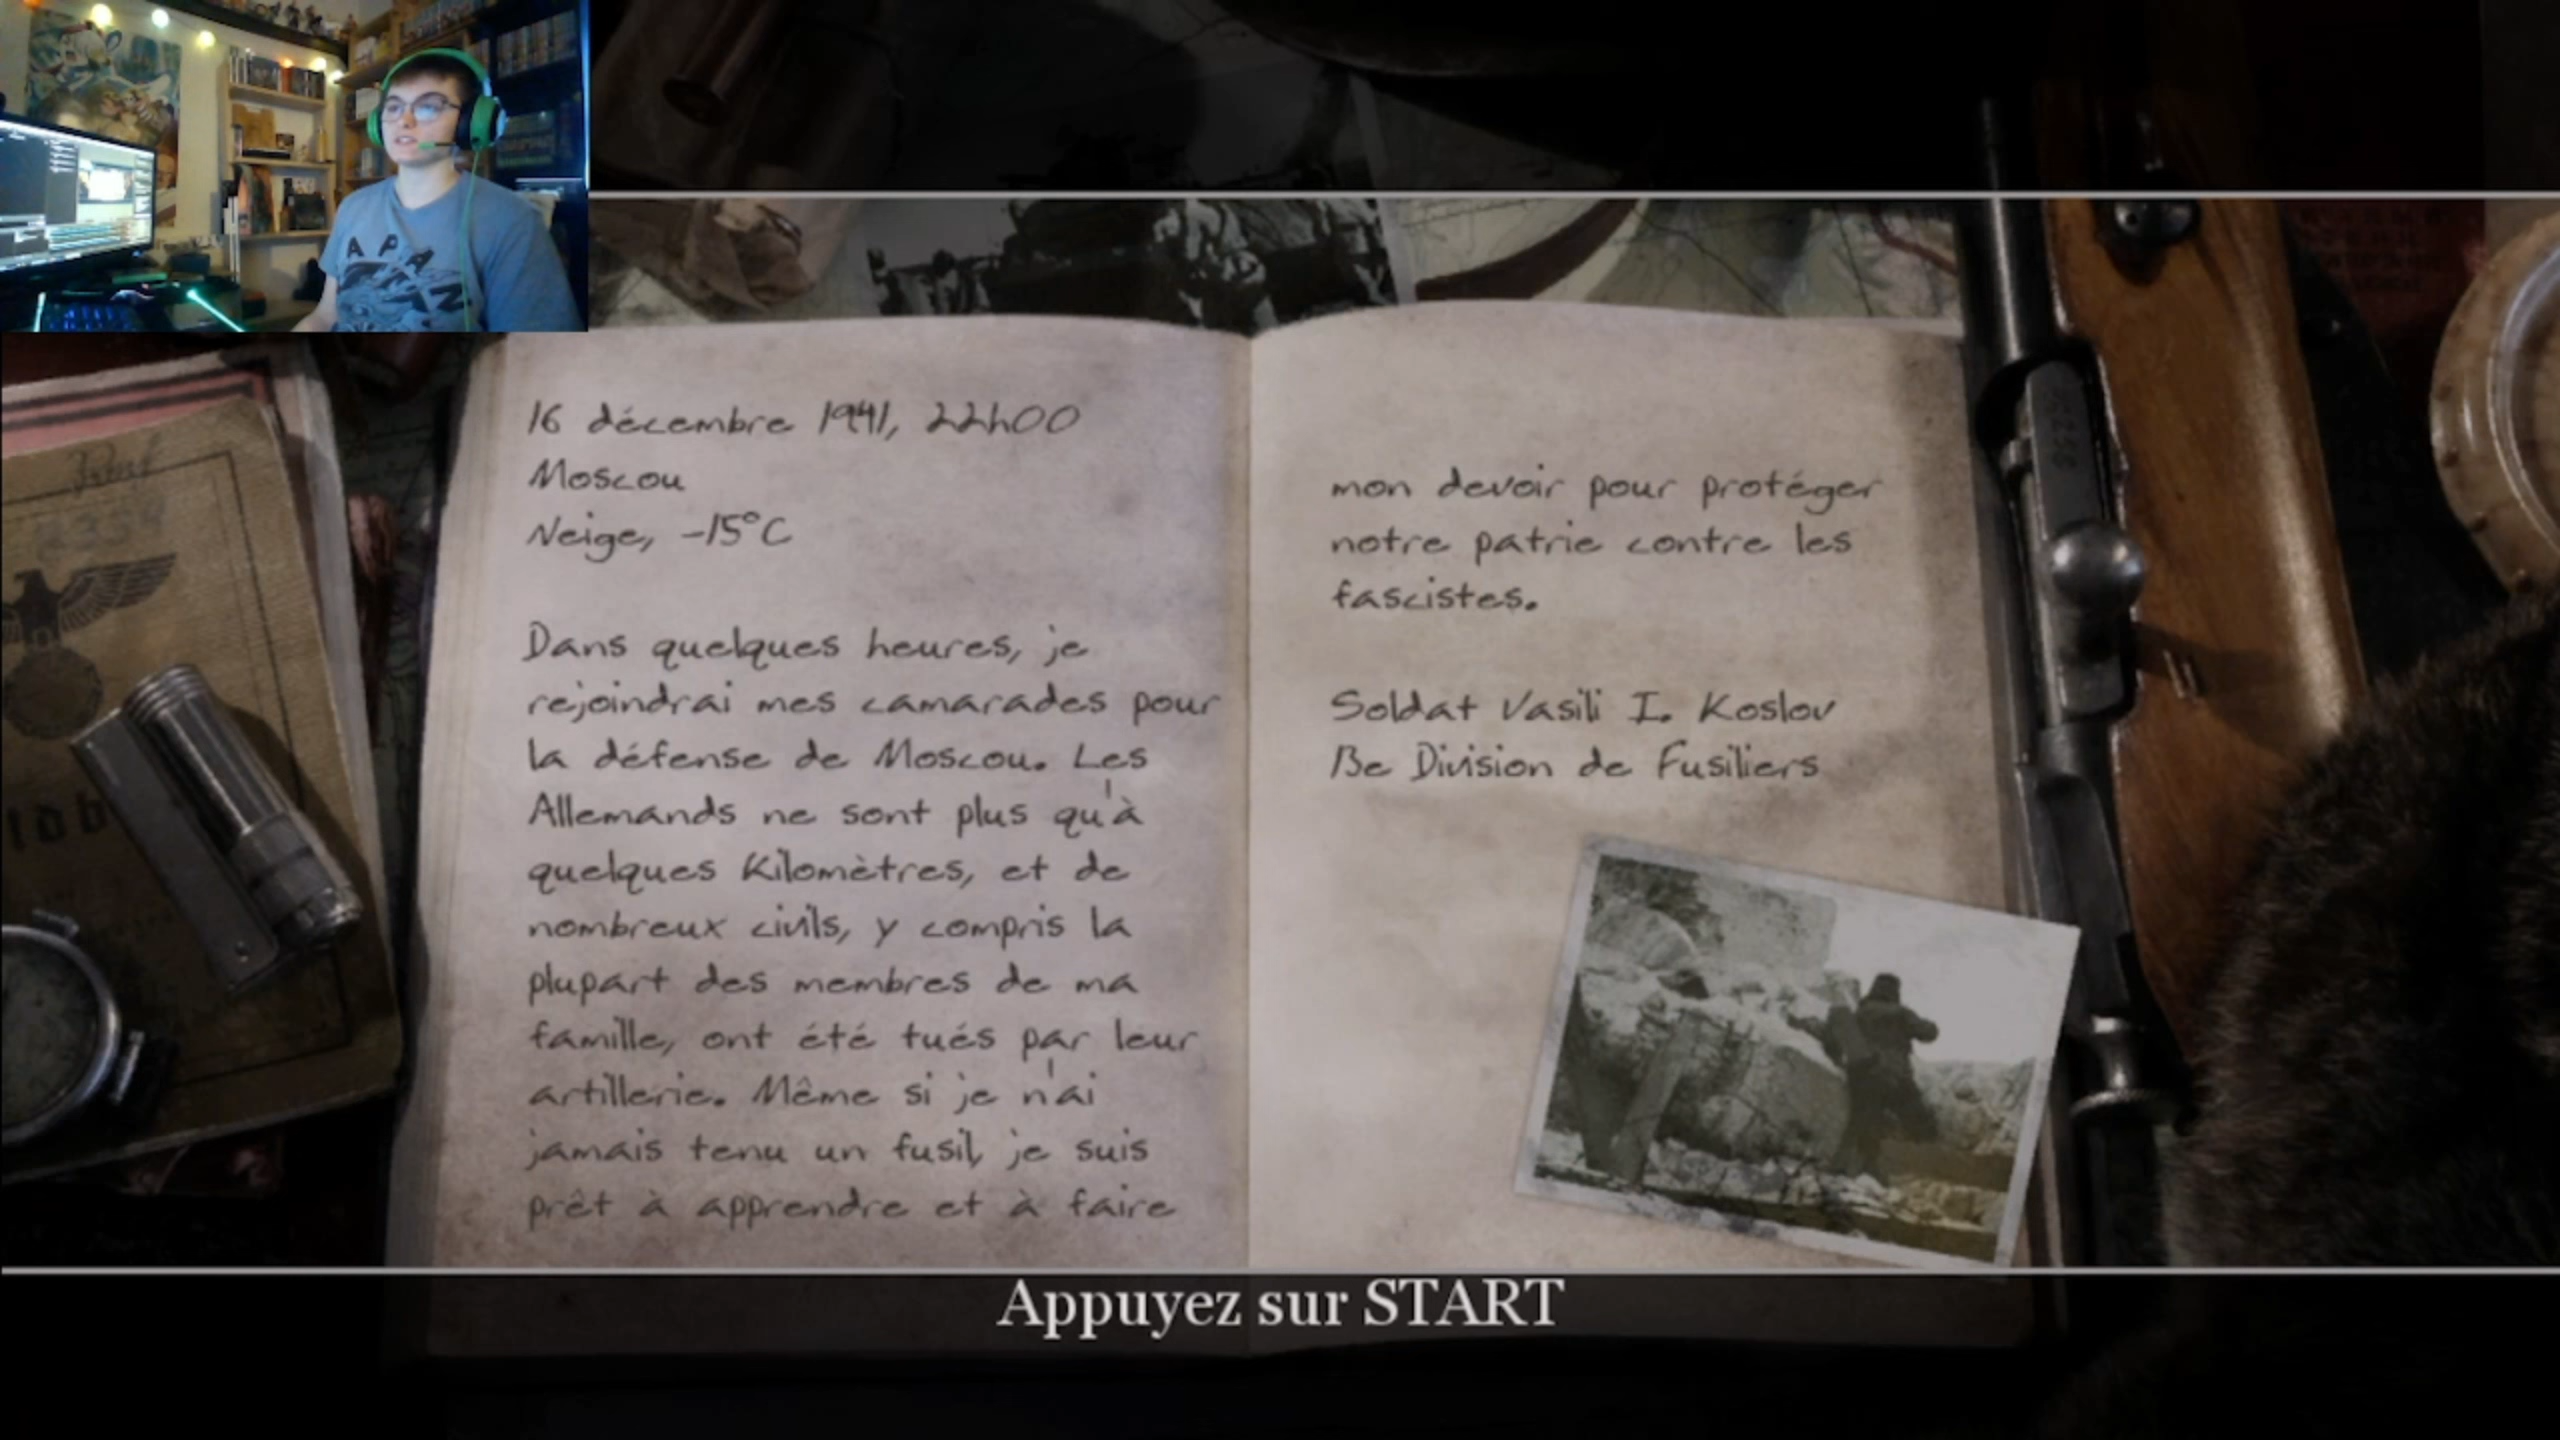 16 décembre 1941, 22h00
Moscou
Neige, -15°C
Dans quelques heures, je
rejoindrai mes camarades pour
la défense de Moscou. Les
Allemands ne sont plus qu'à
quelques kilomètres, et de
nombreux civils, y compris la
plupart des membres de ma
famille, ont été tués par leur
artillerie. Même si je n'ai
jamais tenu un fusil, je suis
prêt à apprendre et à faire
mon devoir pour protéger
notre patrie contre les
fascistes.
Soldat Vasili I. Koslov
13e Division de Fusiliers
Appuyez sur START